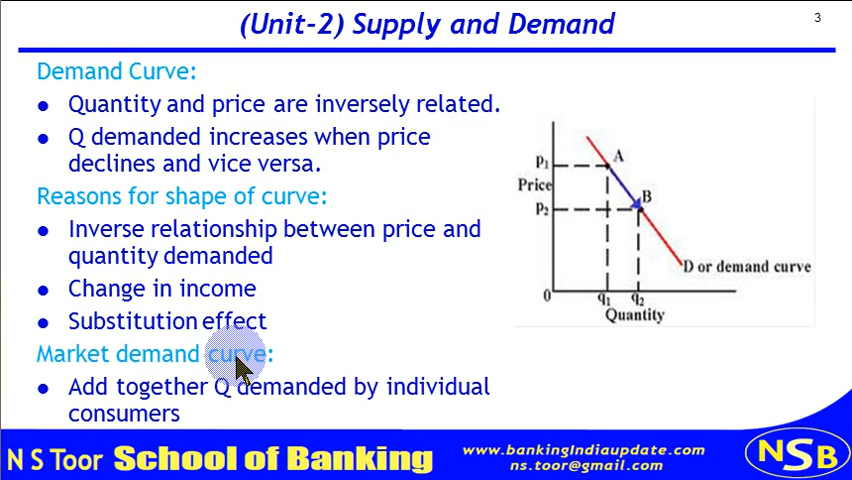 (Unit-2) Supply and Demand
3
Demand Curve:
● Quantity and price are inversely related.
● Q demanded increases when price
declines and vice versa.
Reasons for shape of curve:
● Inverse relationship between price and
quantity demanded
● Change in income
● Substitution effect
Market demand curve:
● Add together Q demanded by individual
consumers
P₁
A
Price
B
P₂
D or demand curve
0
q₁ q₂
Quantity
N S Toor School of Banking
www.bankingIndiaupdate.com
ns.toor@gmail.com
NSB